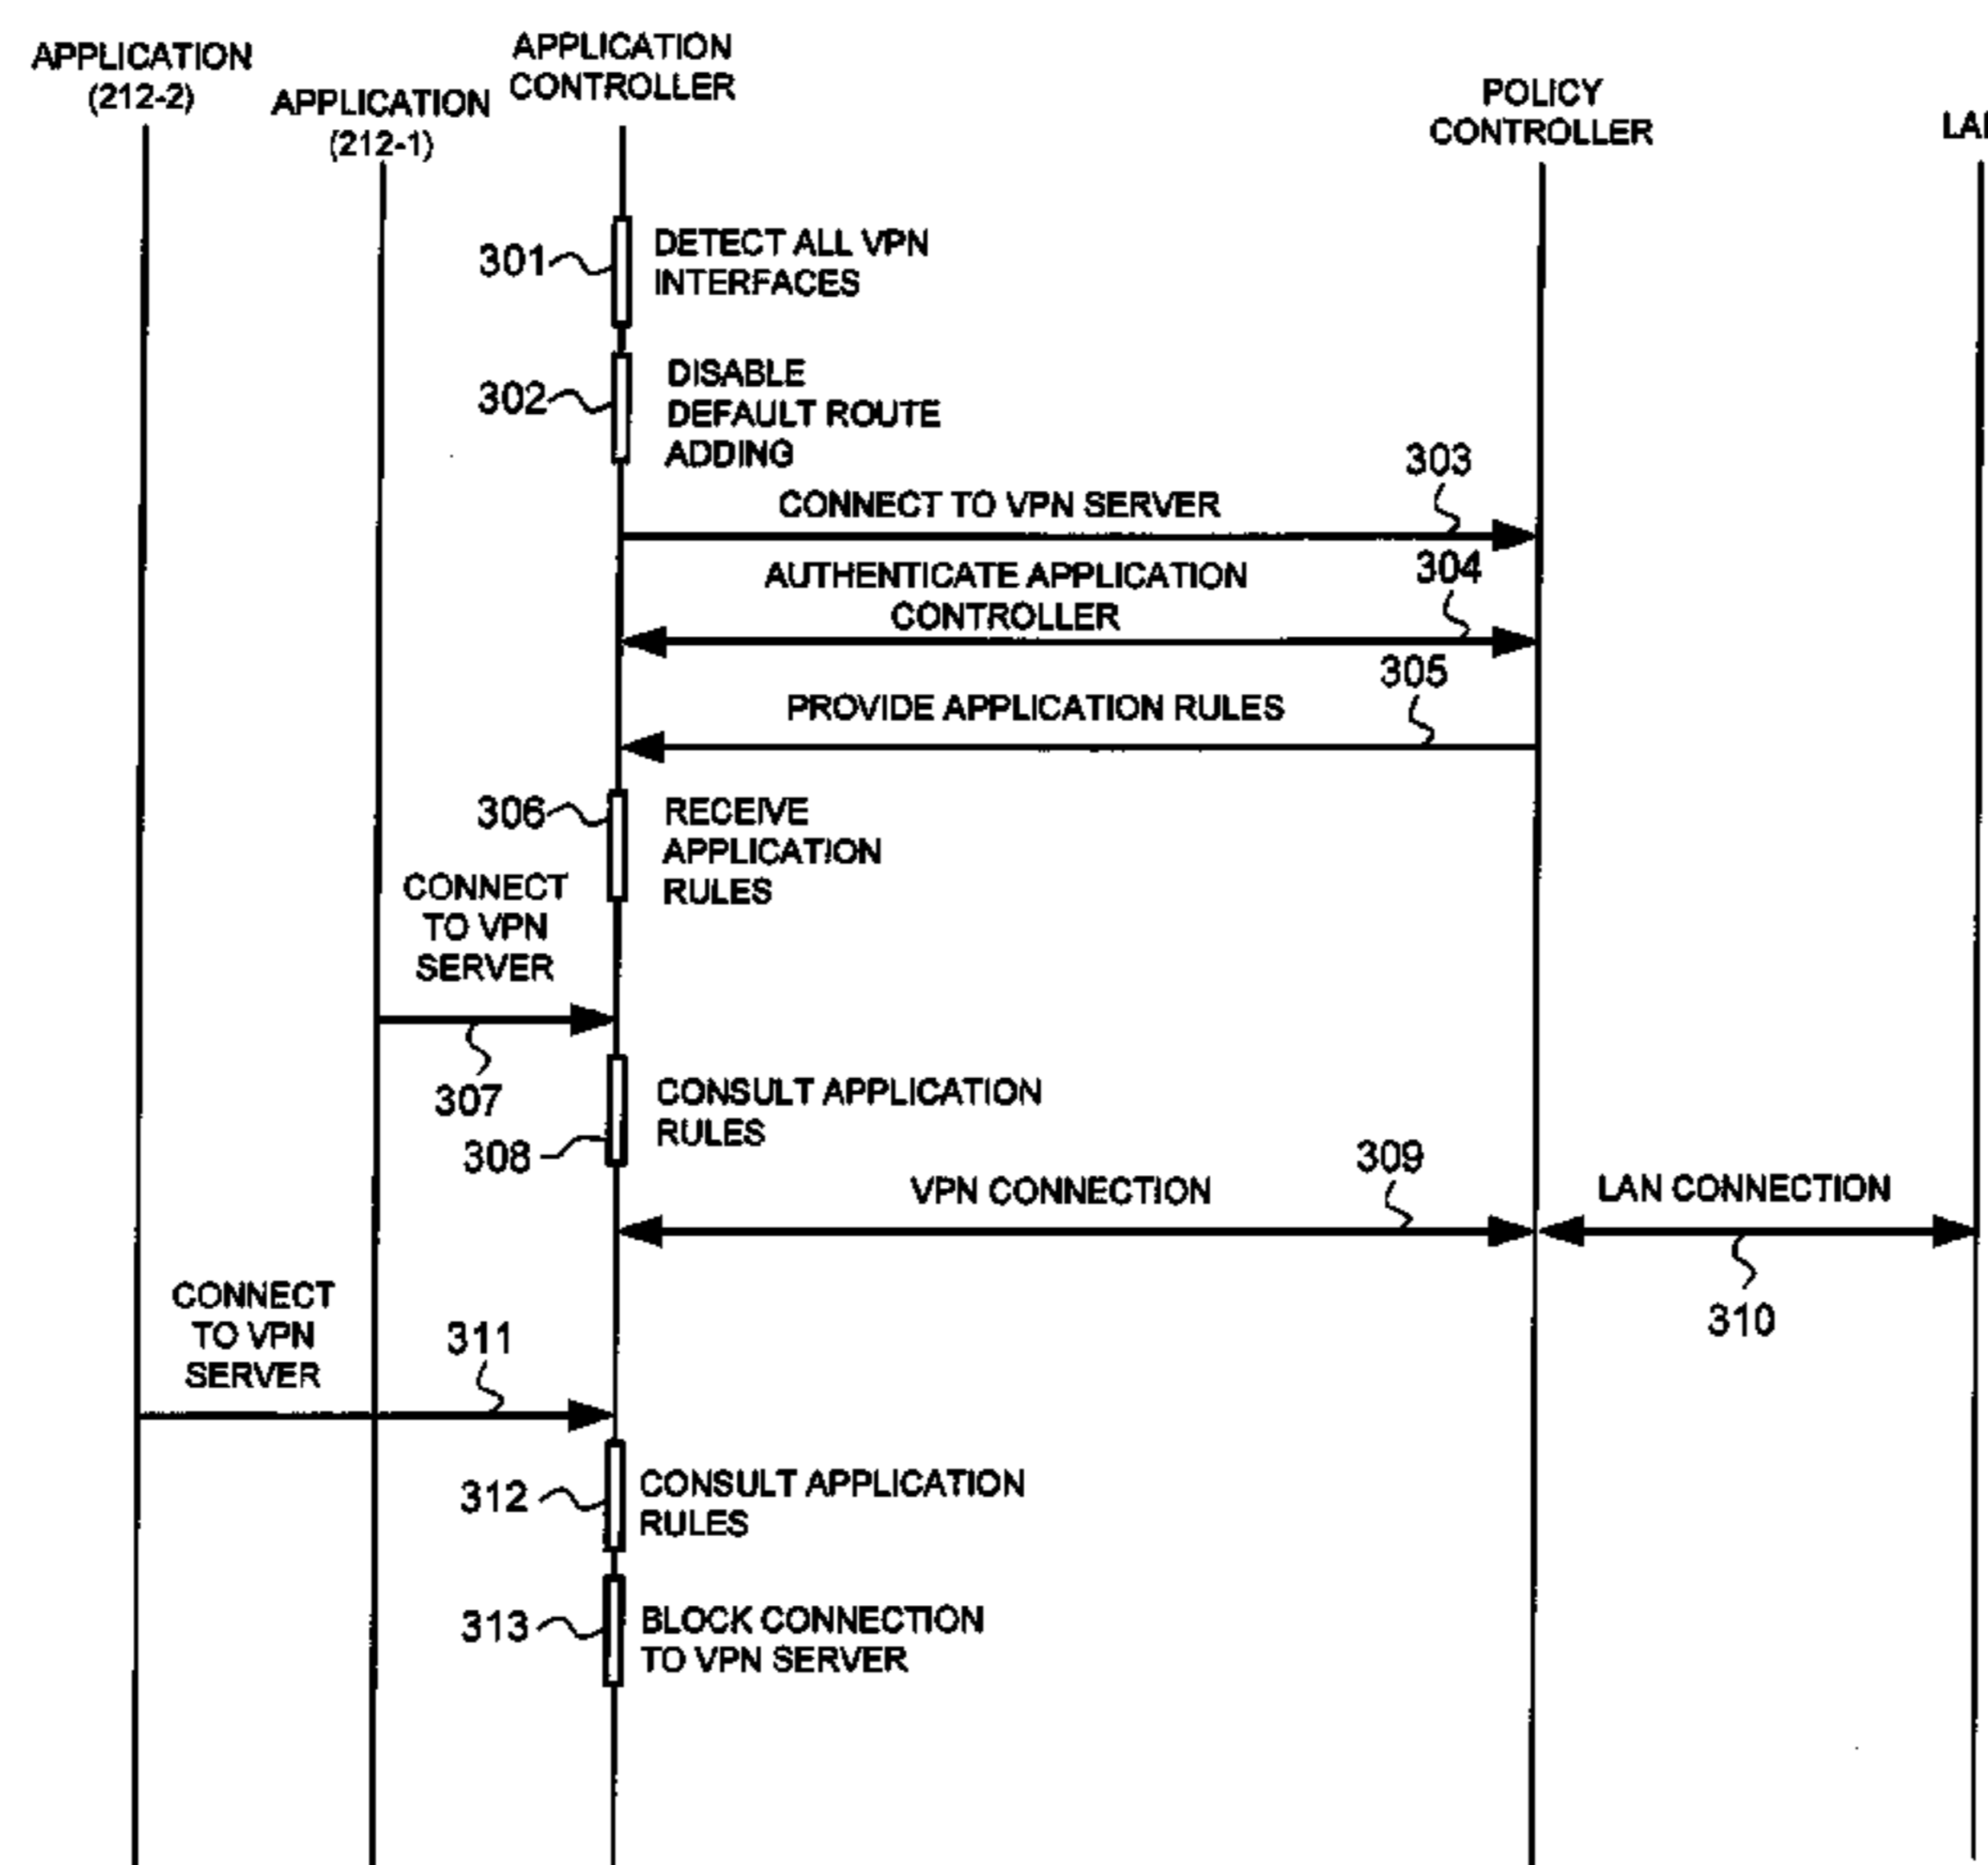 APPLICATION
(212-2)
APPLICATION
(212-1)
APPLICATION
CONTROLLER
POLICY
CONTROLLER
301
DETECT ALL VPN
INTERFACES
302
DISABLE
DEFAULT ROUTE
ADDING
303
CONNECT TO VPN SERVER
304
AUTHENTICATE APPLICATION
CONTROLLER
305
PROVIDE APPLICATION RULES
306
RECEIVE
APPLICATION
RULES
CONNECT
TO VPN
SERVER
307
CONSULT APPLICATION
RULES
308
309
VPN CONNECTION
LAN CONNECTION
310
CONNECT
TO VPN
SERVER
311
312
CONSULT APPLICATION
RULES
313
BLOCK CONNECTION
TO VPN SERVER